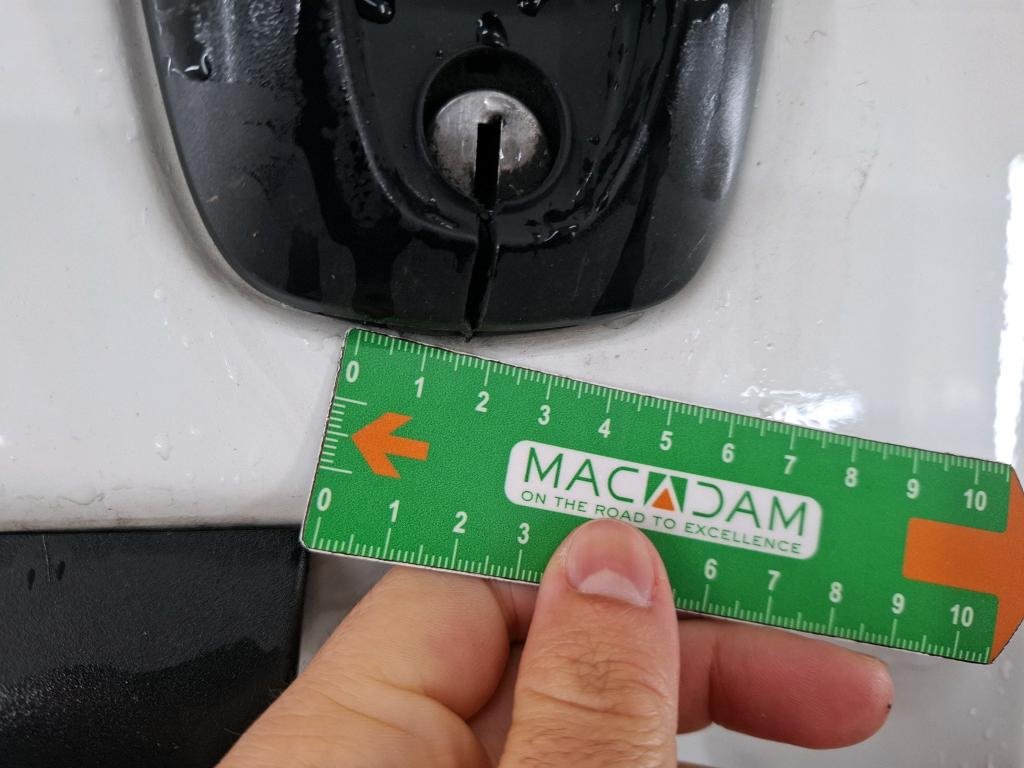 0 1 2 3 4 5 6 7 8 9 10
MACADAM
ON THE ROAD TO EXCELLENCE
0 1 2 3 6 7 8 9 10